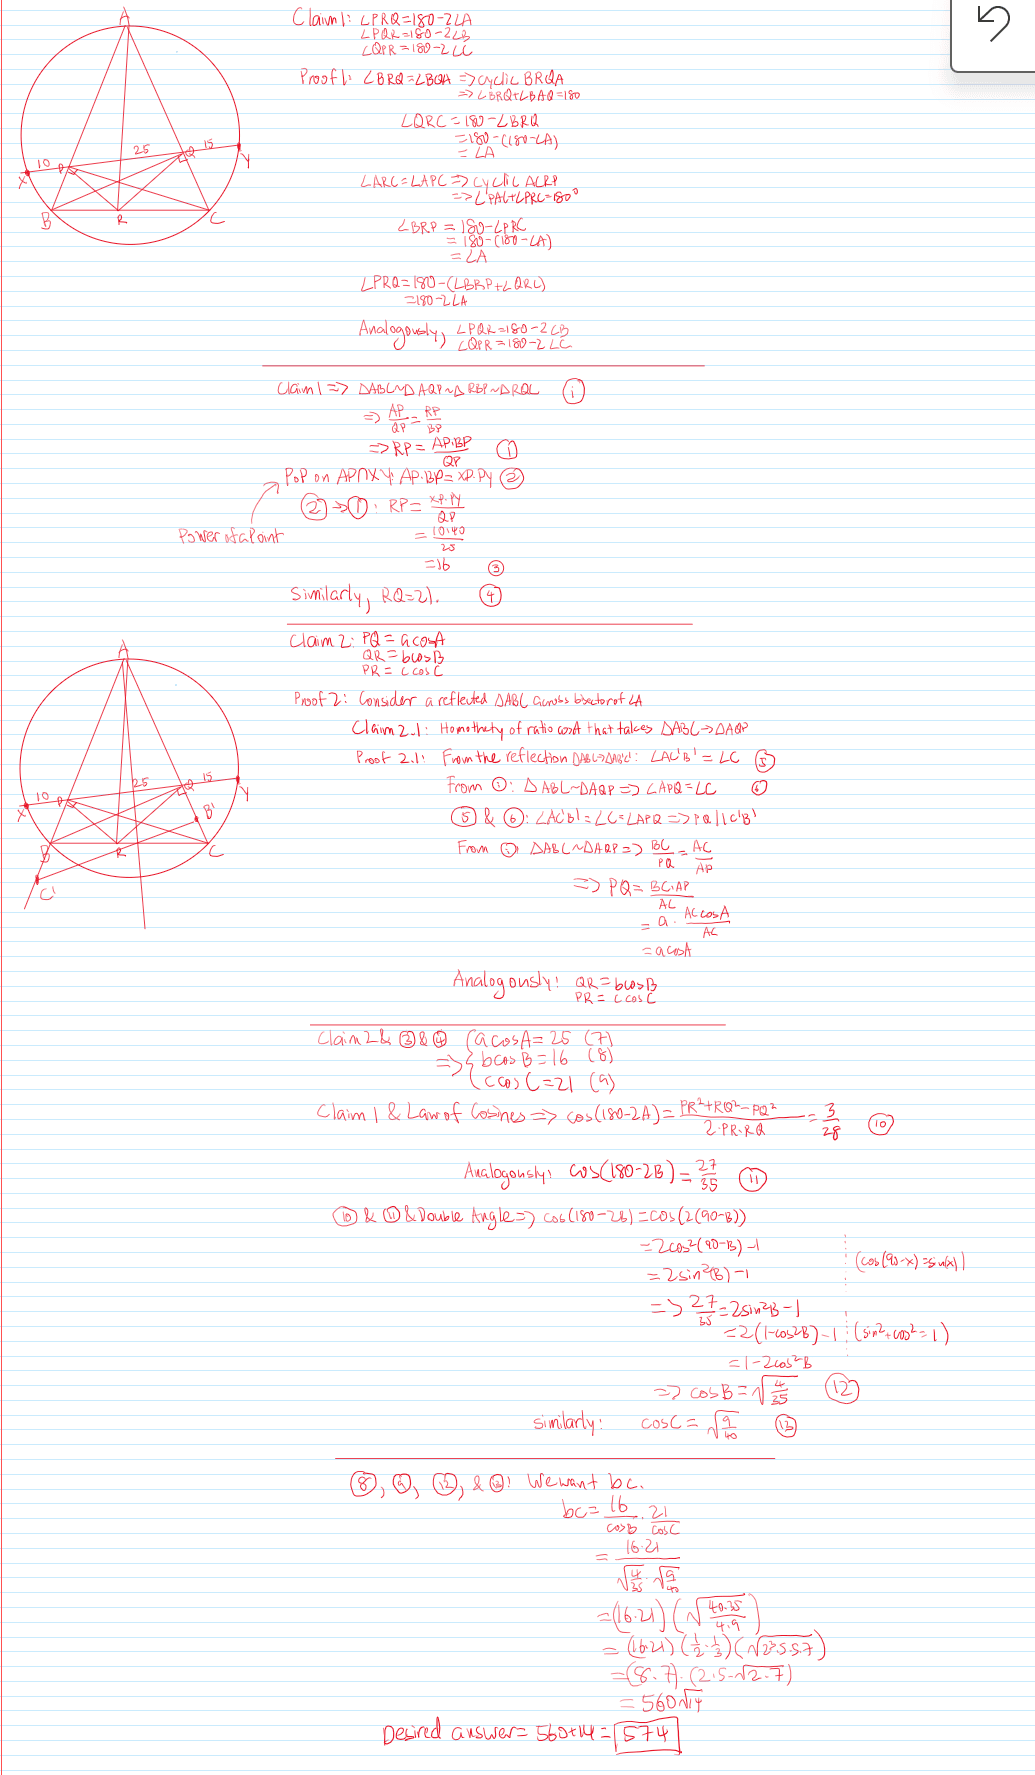 Claim 1: ∠PRQ=180-2∠A
∠PQR=180-2∠B
∠QPR=180-2∠C
Proof 1: ∠BRQ=∠BQA => cyclic BRQA
=> ∠BRQ+∠BAQ=180
∠QRC=180-∠BRQ
=180-(180-∠A)
=∠A
∠ARC=∠APC => cyclic ACRP
=> ∠PAC+∠PRC=180°
∠BRP=180-∠PRC
=180-(180-∠A)
=∠A
∠PRQ=180-(∠BRP+∠QRC)
=180-2∠A
Analogously, ∠PQR=180-2∠B
∠QPR=180-2∠C
A
10
P
25
Q
15
X
Y
B
R
C
Claim 1 => △ABC~△AQP~△RBP~△RQC (i)
=> AP/QP = RP/BP
=> RP = AP·BP/QP (1)
PoP on AP∩XY: AP·BP=XP·PY (2)
Power of a Point
(2)->(1): RP = XP·PY/QP
= 10·40/25
=16 (3)
Similarly, RQ=21. (4)
Claim 2: PQ = a cosA
QR = b cosB
PR = c cosC
Proof 2: Consider a reflected △ABC across bisector of ∠A
Claim 2.1: Homothety of ratio cosA that takes △ABC->△AQP
Proof 2.1: From the reflection △ABC->△AB'C': ∠AC'B' = ∠C (5)
From (i): △ABC~△AQP => ∠APQ=∠C (6)
(5) & (6): ∠AC'B'=∠C=∠APQ => PQ||C'B'
From (i) △ABC~△AQP => BC/PQ = AC/AP
=> PQ = BC·AP/AC
= a · AC cosA/AC
= a cosA
Analogously: QR = b cosB
PR = c cosC
A
10
P
25
Q
15
X
Y
B'
B
R
C
C'
Claim 2 & (3) & (4) { a cosA = 25 (7)
=> b cosB = 16 (8)
c cosC = 21 (9)
Claim 1 & Law of Cosines => cos(180-2A) = PR²+RQ²-PQ²/2·PR·RQ = 3/28 (10)
Analogously: cos(180-2B) = 27/35 (11)
(10) & (11) & Double Angle => cos(180-2B) = cos(2(90-B))
=2cos²(90-B)-1
=2sin²(B)-1 (cos(90-x)=sin(x))
=> 27/35 = 2sin²B-1
=2(1-cos²B)-1 (sin²+cos²=1)
=1-2cos²B
=> cosB = √4/35 (12)
similarly: cosC = √9/40 (13)
(8), (9), (12), & (13): We want bc.
bc = 16/cosB · 21/cosC
= 16·21/√4/35 · √9/40
=(16·21)(√40·35/4·9)
=(16·21)(1/2·1/3)(√2³·5·5·7)
=(8·7)·(2·5·√2·7)
=560√14
Desired answer = 560+14 = 574